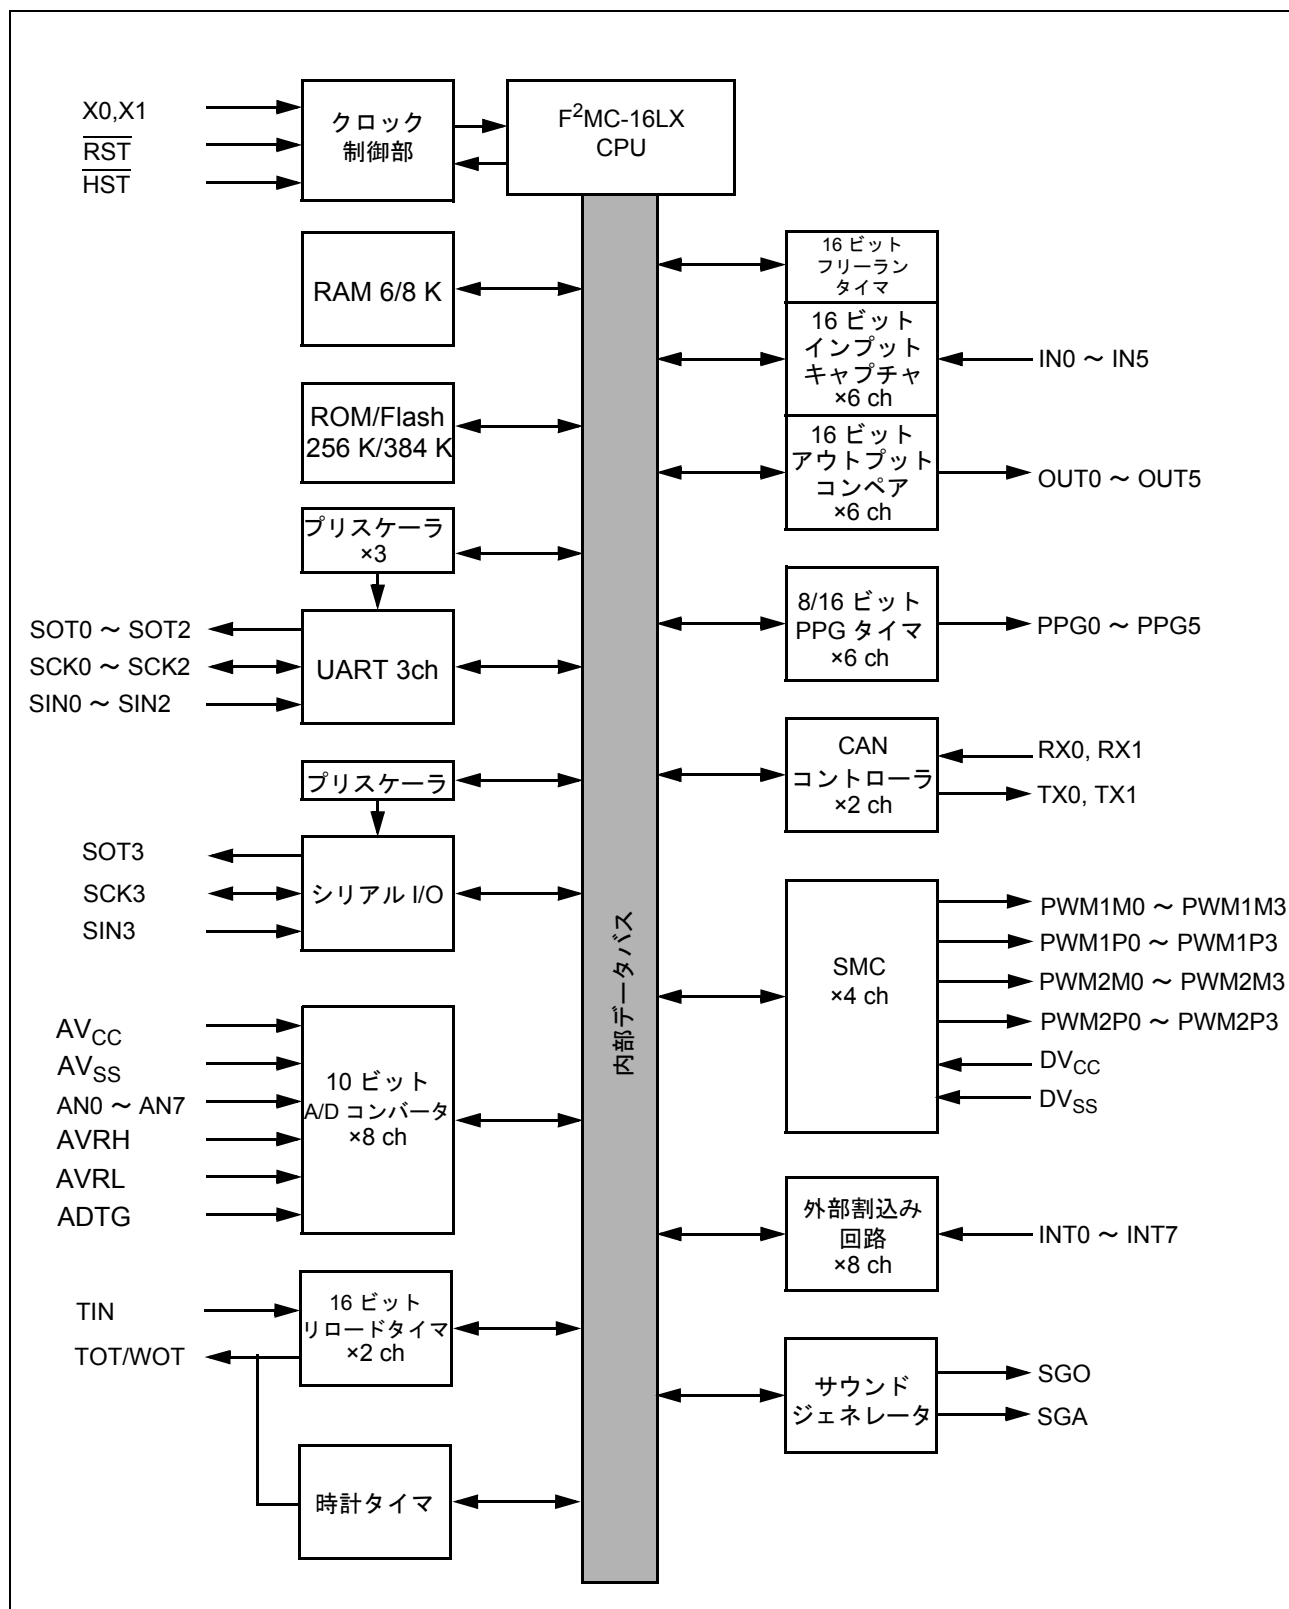 X0,X1
RST
HST
クロック
制御部
F²MC-16LX
CPU
RAM 6/8 K
ROM/Flash
256 K/384 K
プリスケーラ
×3
SOT0 ～ SOT2
SCK0 ～ SCK2
SIN0 ～ SIN2
UART 3ch
プリスケーラ
SOT3
SCK3
SIN3
シリアル I/O
AVCC
AVSS
AN0 ～ AN7
AVRH
AVRL
ADTG
10 ビット
A/D コンバータ
×8 ch
TIN
TOT/WOT
16 ビット
リロードタイマ
×2 ch
時計タイマ
内部データバス
16 ビット
フリーラン
タイマ
16 ビット
インプット
キャプチャ
×6 ch
IN0 ～ IN5
16 ビット
アウトプット
コンペア
×6 ch
OUT0 ～ OUT5
8/16 ビット
PPG タイマ
×6 ch
PPG0 ～ PPG5
CAN
コントローラ
×2 ch
RX0, RX1
TX0, TX1
SMC
×4 ch
PWM1M0 ～ PWM1M3
PWM1P0 ～ PWM1P3
PWM2M0 ～ PWM2M3
PWM2P0 ～ PWM2P3
DVCC
DVSS
外部割込み
回路
×8 ch
INT0 ～ INT7
サウンド
ジェネレータ
SGO
SGA